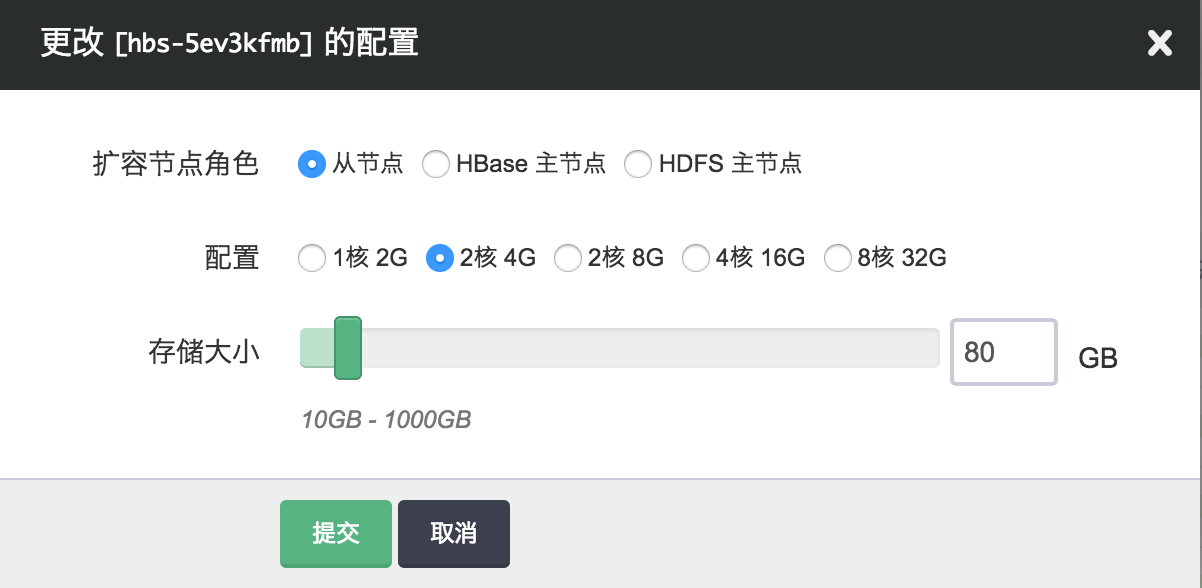 更改 [hbs-5ev3kfmb] 的配置
扩容节点角色 从节点 HBase 主节点 HDFS 主节点
配置 1核 2G 2核 4G 2核 8G 4核 16G 8核 32G
存储大小 80 GB
10GB - 1000GB
提交 取消